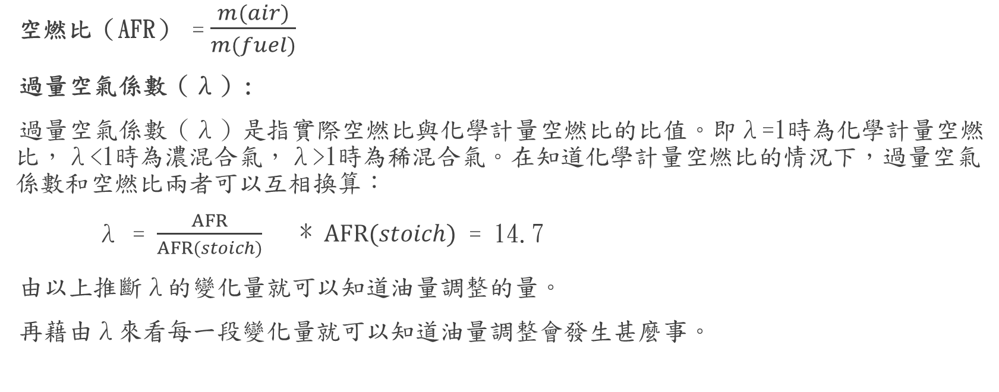 空燃比（AFR） = m(air)/m(fuel)
過量空氣係數（λ）:
過量空氣係數（λ）是指實際空燃比與化學計量空燃比的比值。即λ=1時為化學計量空燃
比，λ<1時為濃混合氣，λ>1時為稀混合氣。在知道化學計量空燃比的情況下，過量空氣
係數和空燃比兩者可以互相換算：
λ = AFR/AFR(stoich) * AFR(stoich) = 14.7
由以上推斷λ的變化量就可以知道油量調整的量。
再藉由λ來看每一段變化量就可以知道油量調整會發生甚麼事。